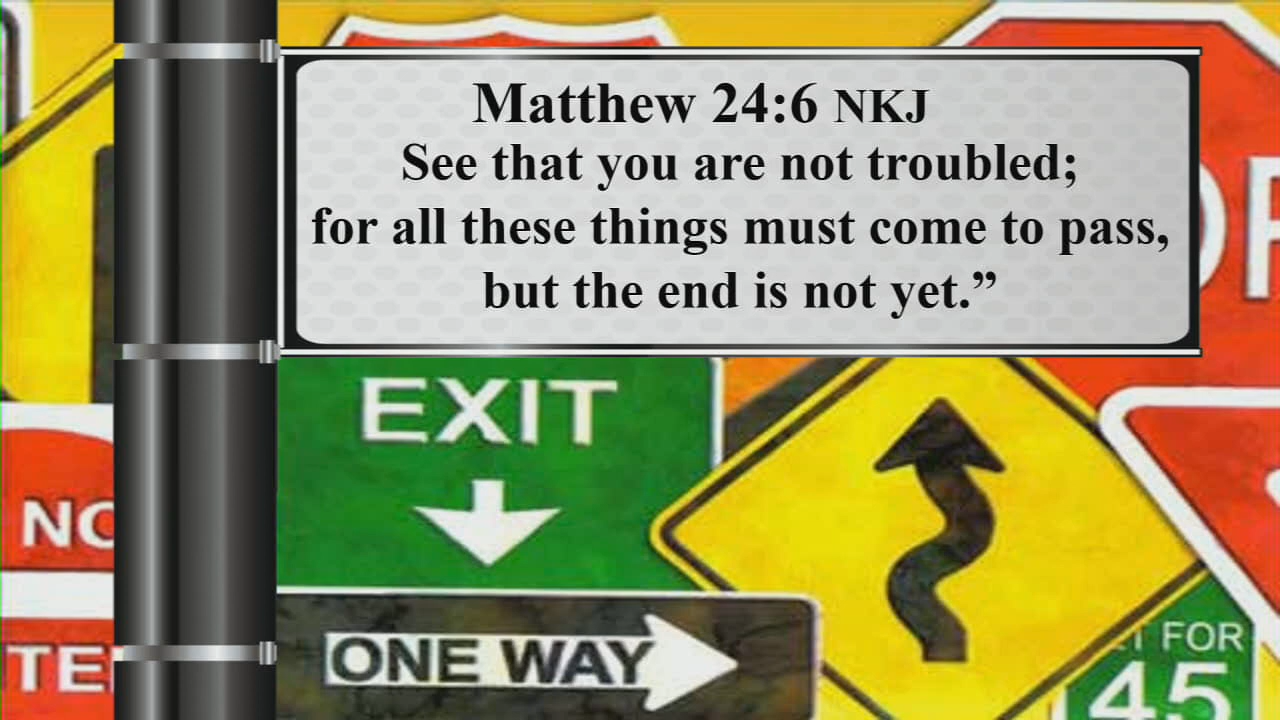 Matthew 24:6 NKJ
See that you are not troubled;
for all these things must come to pass,
but the end is not yet.”
EXIT
NO
ONE WAY
FOR
45